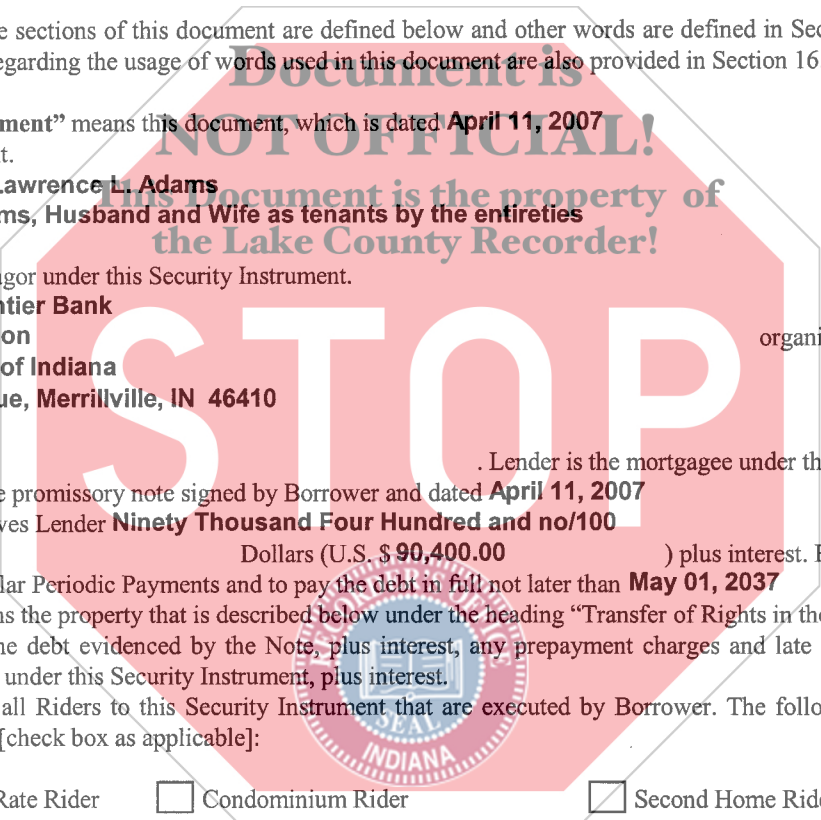 e sections of this document are defined below and other words are defined in Sec
egarding the usage of words used in this document are also provided in Section 16
Document is
ment” means this document, which is dated April 11, 2007
NOT OFFICIAL!
t.
Lawrence L. Adams
This Document is the property of
ms, Husband and Wife as tenants by the entireties
the Lake County Recorder!
gor under this Security Instrument.
ntier Bank
on organi
of Indiana
ue, Merrillville, IN 46410
STOP
. Lender is the mortgagee under th
e promissory note signed by Borrower and dated April 11, 2007
ves Lender Ninety Thousand Four Hundred and no/100
Dollars (U.S. $ 90,400.00 ) plus interest. B
lar Periodic Payments and to pay the debt in full not later than May 01, 2037
ns the property that is described below under the heading “Transfer of Rights in the
he debt evidenced by the Note, plus interest, any prepayment charges and late
under this Security Instrument, plus interest.
all Riders to this Security Instrument that are executed by Borrower. The follo
[check box as applicable]:
RECORDER'S OFFICE
SEAL
INDIANA
Rate Rider Condominium Rider Second Home Ride